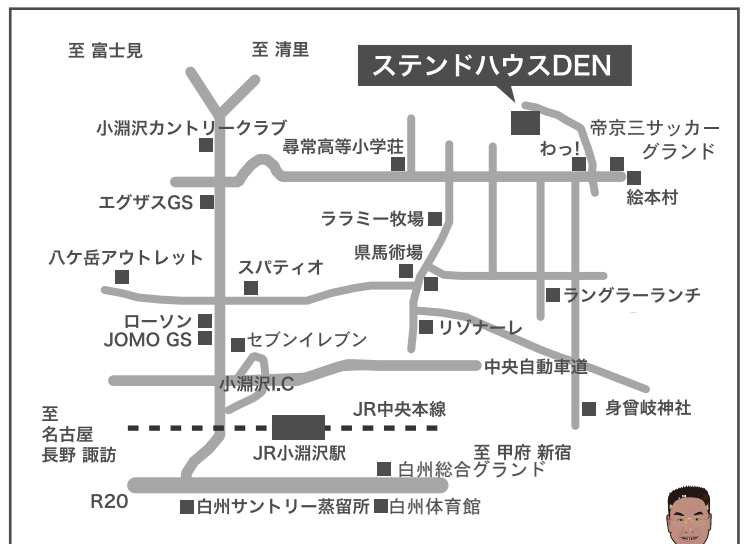 至 富士見
至 清里
ステンドハウスDEN
小淵沢カントリークラブ
尋常高等小学荘
わっ!
帝京三サッカー
グランド
絵本村
エグザスGS
ララミー牧場
県馬術場
八ケ岳アウトレット
スパティオ
ラングラーランチ
ローソン
JOMO GS
セブンイレブン
リゾナーレ
小淵沢I.C
中央自動車道
至
名古屋
長野 諏訪
JR中央本線
身曾岐神社
JR小淵沢駅
至 甲府 新宿
白州総合グランド
R20
白州サントリー蒸留所
白州体育館